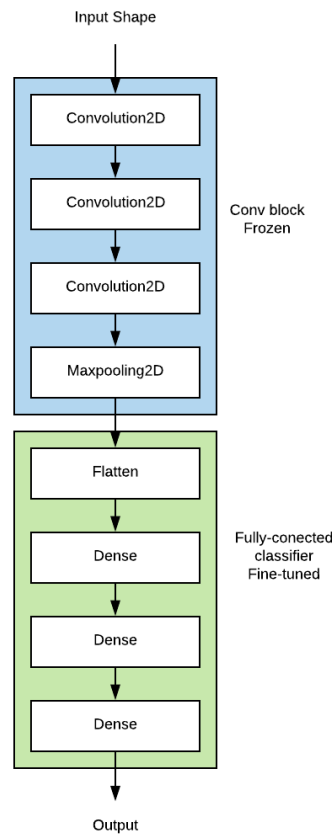 Input Shape
Convolution2D
Convolution2D
Convolution2D
Conv block
Frozen
Maxpooling2D
Flatten
Dense
Fully-conected
classifier
Fine-tuned
Dense
Dense
Output